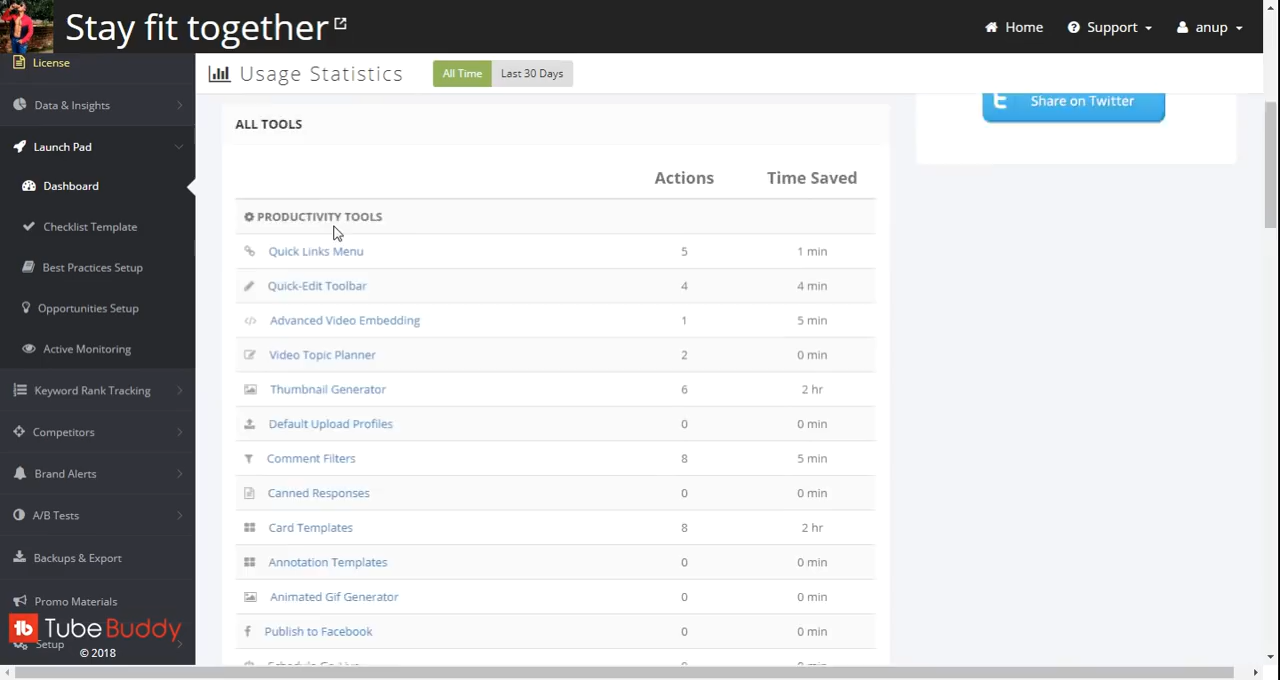 Stay fit together
Home
Support
anup
License
Data & Insights
Launch Pad
Dashboard
Checklist Template
Best Practices Setup
Opportunities Setup
Active Monitoring
Keyword Rank Tracking
Competitors
Brand Alerts
A/B Tests
Backups & Export
Promo Materials
TubeBuddy
Setup
© 2018
Usage Statistics
All Time
Last 30 Days
Share on Twitter
ALL TOOLS
Actions Time Saved
PRODUCTIVITY TOOLS
Quick Links Menu 5 1 min
Quick-Edit Toolbar 4 4 min
Advanced Video Embedding 1 5 min
Video Topic Planner 2 0 min
Thumbnail Generator 6 2 hr
Default Upload Profiles 0 0 min
Comment Filters 8 5 min
Canned Responses 0 0 min
Card Templates 8 2 hr
Annotation Templates 0 0 min
Animated Gif Generator 0 0 min
Publish to Facebook 0 0 min